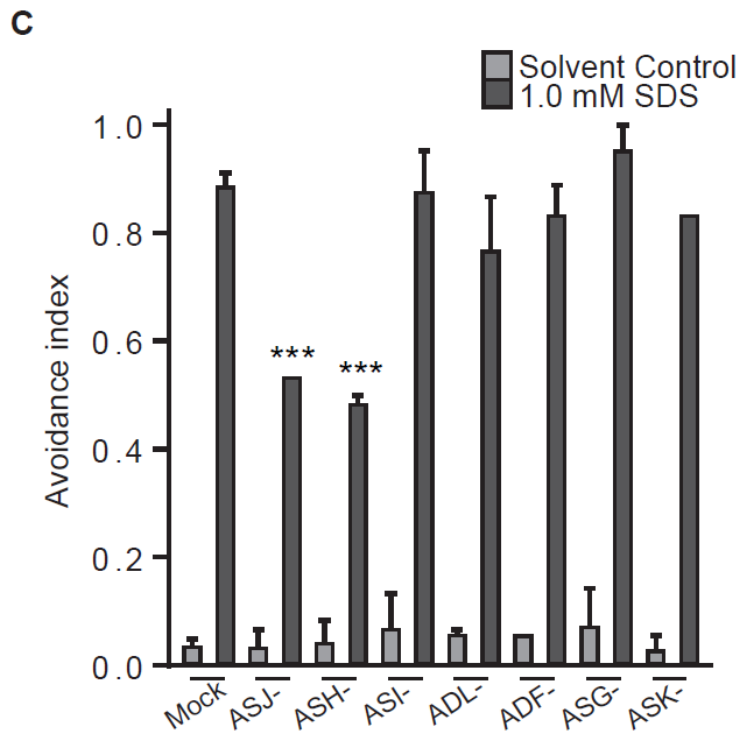 C
Solvent Control
1.0 mM SDS
Avoidance index
1.0
0.8
0.6
0.4
0.2
0.0
***
***
Mock
ASJ-
ASH-
ASI-
ADL-
ADF-
ASG-
ASK-